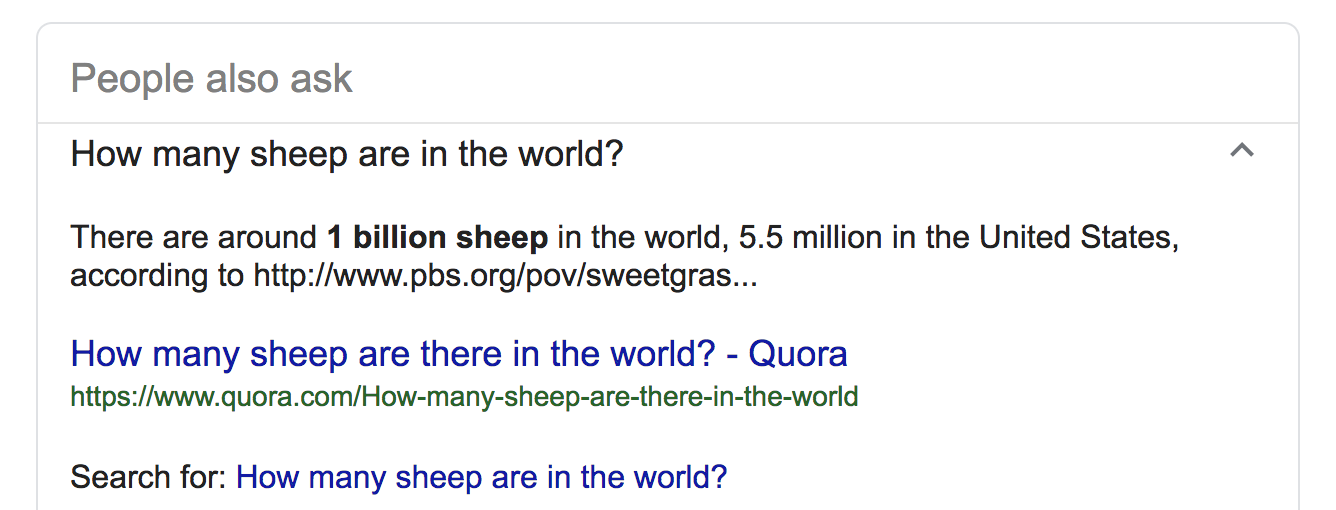 People also ask
How many sheep are in the world?
There are around 1 billion sheep in the world, 5.5 million in the United States,
according to http://www.pbs.org/pov/sweetgras...
How many sheep are there in the world? - Quora
https://www.quora.com/How-many-sheep-are-there-in-the-world
Search for: How many sheep are in the world?